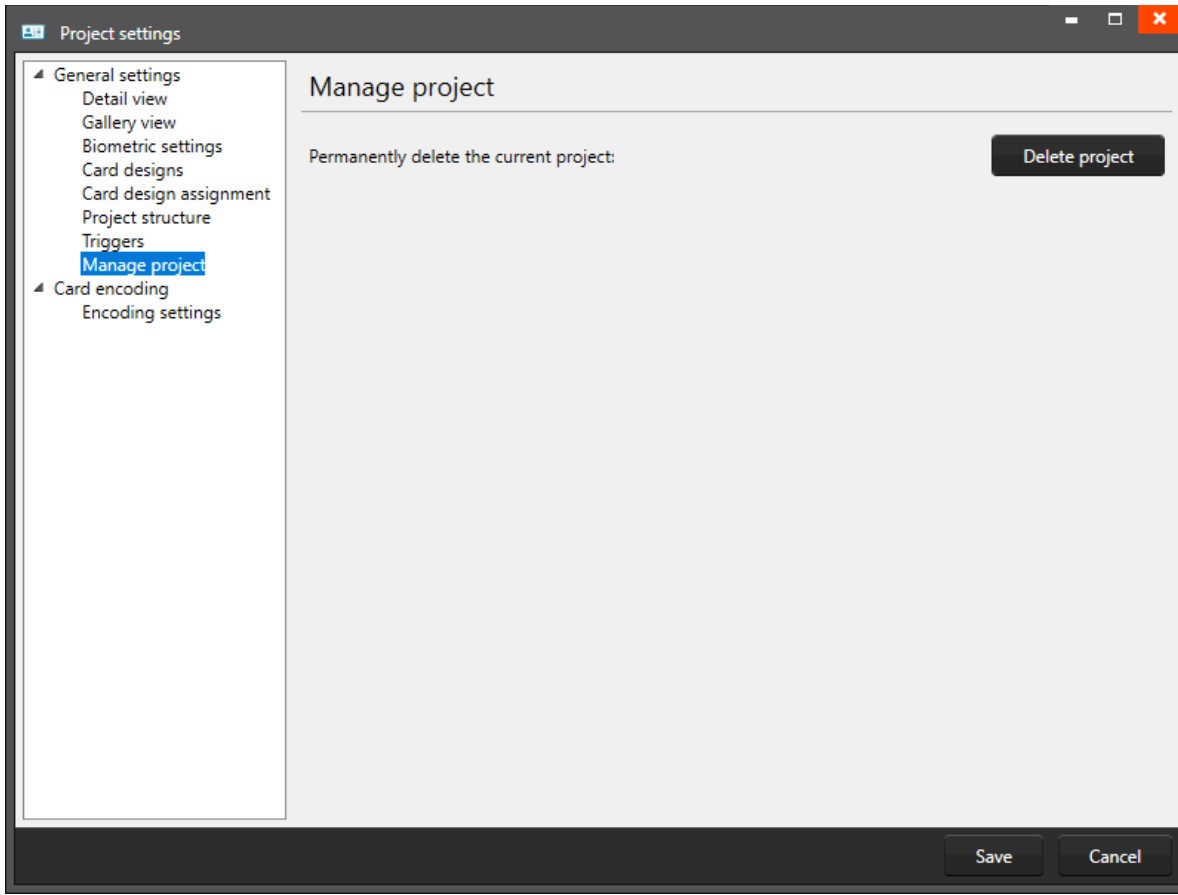 Project settings
General settings
Detail view
Gallery view
Biometric settings
Card designs
Card design assignment
Project structure
Triggers
Manage project
Card encoding
Encoding settings
Manage project
Permanently delete the current project:
Delete project
Save
Cancel